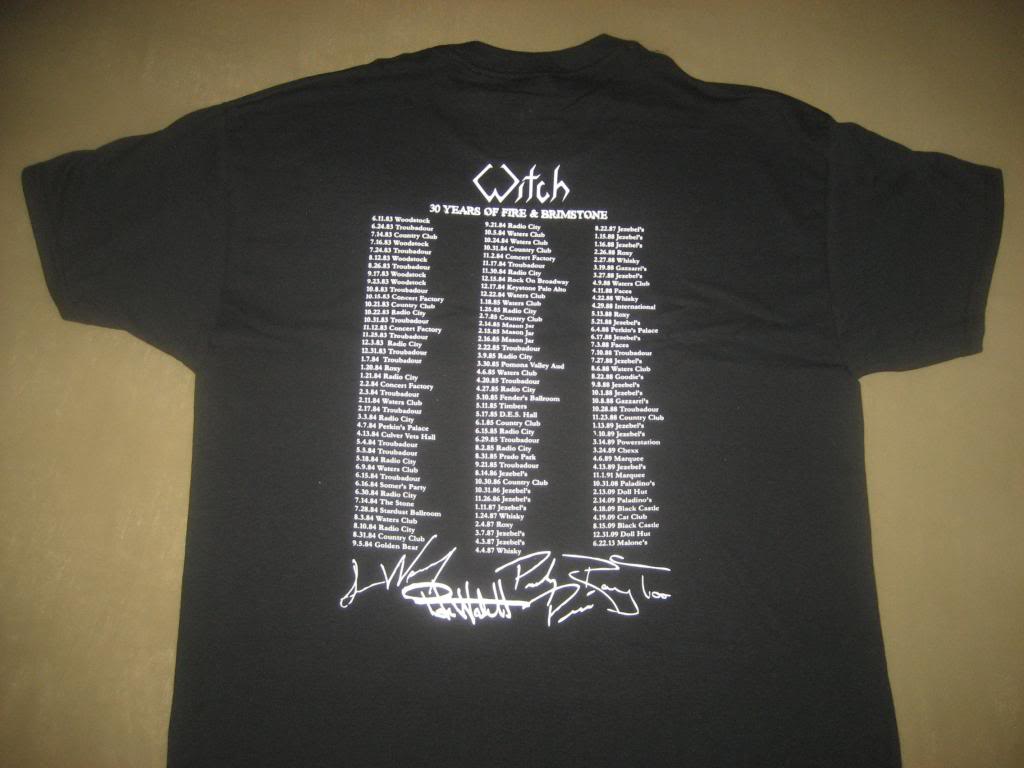 Witch
30 YEARS OF FIRE & BRIMSTONE
6.11.83 Woodstock
6.24.83 Troubadour
7.14.83 Country Club
7.16.83 Woodstock
7.24.83 Troubadour
8.12.83 Woodstock
8.26.83 Troubadour
9.17.83 Woodstock
9.23.83 Woodstock
10.8.83 Troubadour
10.15.63 Concert Factory
10.21.83 Country Club
10.22.83 Radio City
10.31.83 Troubadour
11.12.83 Concert Factory
11.25.83 Troubadour
12.3.83 Radio City
12.31.83 Troubadour
1.7.84 Troubadour
1.20.84 Roxy
1.21.84 Radio City
2.2.84 Concert Factory
2.3.84 Troubadour
2.11.84 Waters Club
2.17.84 Troubadour
3.3.84 Radio City
4.7.84 Perkin's Palace
4.13.84 Culver Vets Hall
5.4.84 Troubadour
5.5.84 Troubadour
5.18.84 Radio City
6.9.84 Waters Club
6.15.84 Troubadour
6.16.84 Somer's Party
6.30.84 Radio City
7.14.84 The Stone
7.28.84 Stardust Ballroom
8.3.84 Waters Club
8.10.84 Radio City
8.31.84 Country Club
9.5.84 Golden Bear
9.21.84 Radio City
10.5.84 Waters Club
10.24.84 Waters Club
10.31.84 Country Club
11.2.84 Concert Factory
11.17.84 Troubadour
11.30.84 Radio City
12.15.84 Rock On Broadway
12.17.84 Keystone Palo Alto
12.22.84 Waters Club
1.18.85 Waters Club
1.25.85 Radio City
2.7.85 Country Club
2.14.85 Mason Jar
2.15.85 Mason Jar
2.16.85 Mason Jar
2.22.85 Troubadour
3.9.85 Radio City
3.30.85 Pomona Valley Aud
4.6.85 Waters Club
4.20.85 Troubadour
4.27.85 Radio City
5.10.85 Fender's Ballroom
5.11.85 Timbers
5.17.85 D.E.S. Hall
6.1.85 Country Club
6.15.85 Radio City
6.29.85 Troubadour
8.2.85 Radio City
8.31.85 Prado Park
9.21.85 Troubadour
8.14.86 Jezebel's
10.30.86 Country Club
10.31.86 Jezebel's
11.26.86 Jezebel's
1.11.87 Jezebel's
1.24.87 Whisky
2.4.87 Roxy
3.7.87 Jezebel's
4.3.87 Jezebel's
4.4.87 Whisky
8.22.87 Jezebel's
1.15.88 Jezebel's
1.16.88 Jezebel's
2.26.88 Roxy
2.27.88 Whisky
3.19.88 Gazzarri's
3.27.88 Jezebel's
4.9.88 Waters Club
4.11.88 Faces
4.22.88 Whisky
4.29.88 International
5.13.88 Roxy
5.21.88 Jezebel's
6.4.88 Perkin's Palace
6.17.88 Jezebel's
7.3.88 Faces
7.10.88 Troubadour
7.27.88 Jezebel's
8.6.88 Waters Club
8.22.88 Goodie's
9.8.88 Jezebel's
10.1.88 Jezebel's
10.8.88 Gazzarri's
10.28.88 Troubadour
11.23.88 Country Club
1.13.89 Jezebel's
7.10.89 Jezebel's
3.14.89 Powerstation
3.24.89 Chexx
4.6.89 Marquee
4.13.89 Jezebel's
11.1.91 Marquee
10.31.08 Paladino's
2.13.09 Doll Hut
2.14.09 Paladino's
4.18.09 Black Castle
4.19.09 Cat Club
8.15.09 Black Castle
12.31.09 Doll Hut
6.22.13 Malone's